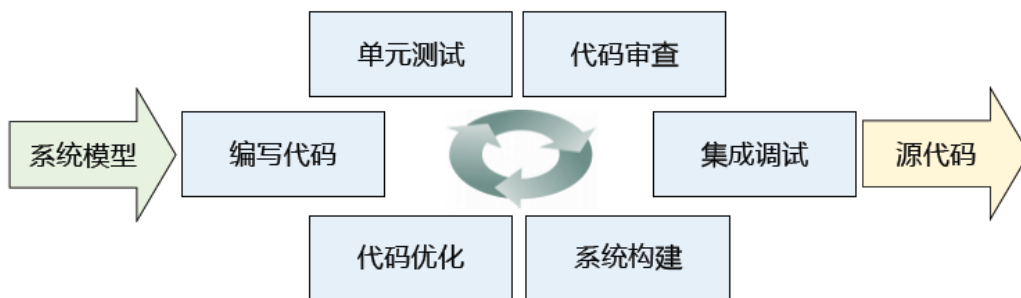 单元测试
代码审查
系统模型
编写代码
集成调试
源代码
代码优化
系统构建